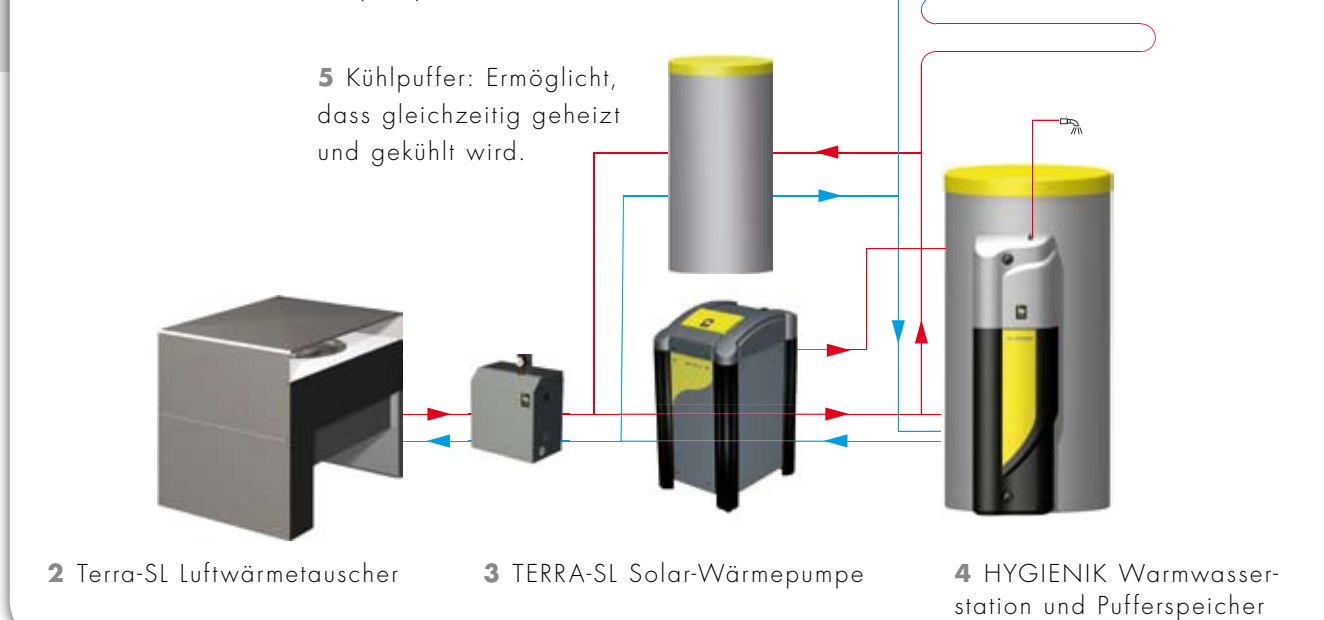 5 Kühlpuffer: Ermöglicht,
dass gleichzeitig geheizt
und gekühlt wird.
2 Terra-SL Luftwärmetauscher
3 TERRA-SL Solar-Wärmepumpe
4 HYGIENIK Warmwasser-
station und Pufferspeicher